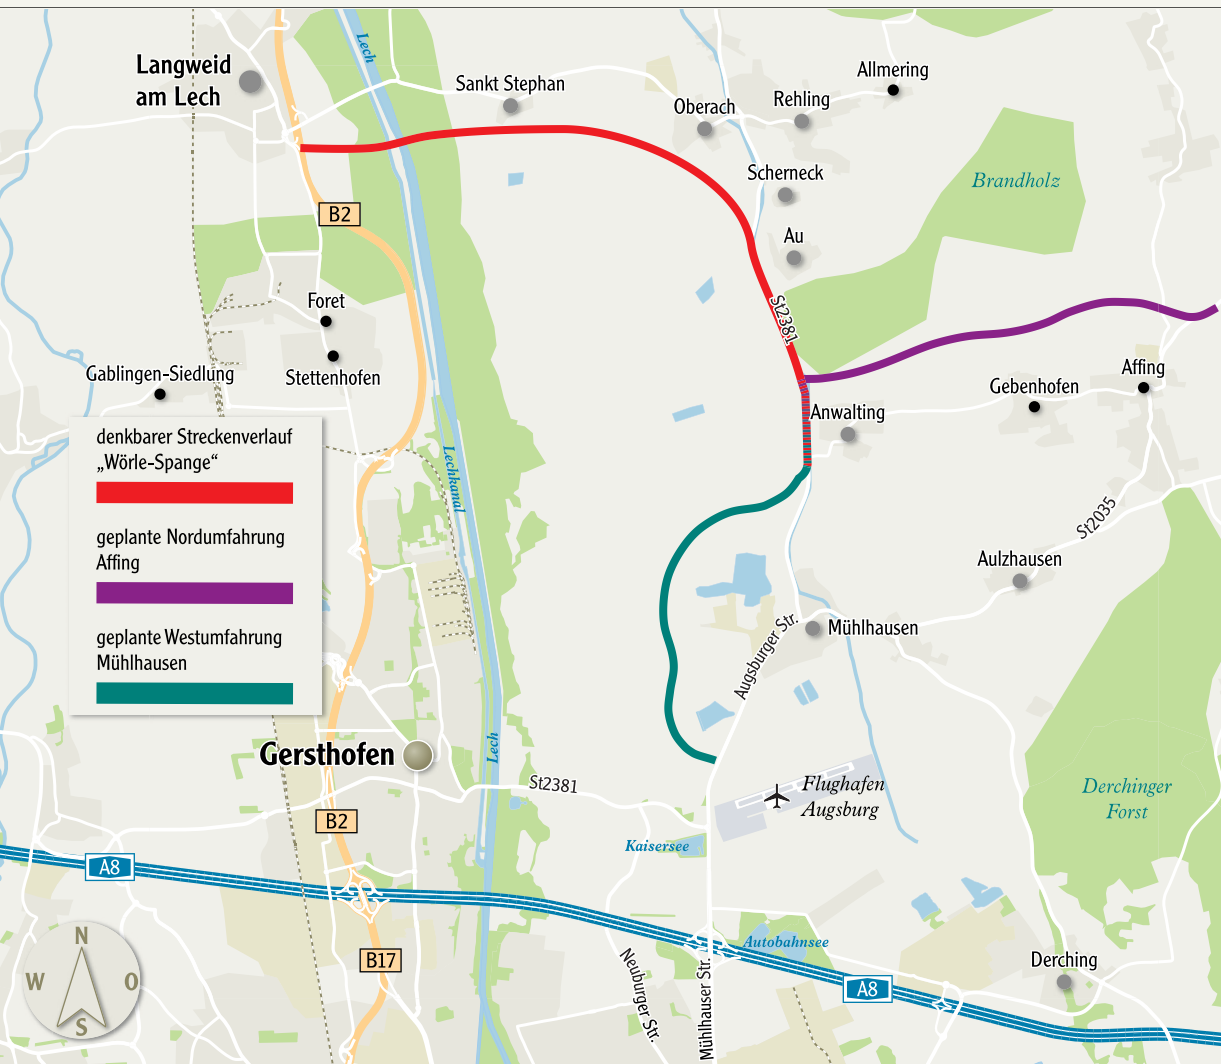 Lech
Langweid
am Lech
Sankt Stephan
Allmering
Oberach
Rehling
Scherneck
Brandholz
B2
Au
Foret
St2381
Stettenhofen
Gablingen-Siedlung
Affing
Gebenhofen
Anwalting
denkbarer Streckenverlauf
„Wörle-Spange“
geplante Nordumfahrung
Affing
geplante Westumfahrung
Mühlhausen
Lechkanal
St2035
Aulzhausen
Augsburger Str.
Mühlhausen
Gersthofen
Lech
St2381
Flughafen
Augsburg
Derchinger
Forst
B2
Kaisersee
A8
Autobahnsee
N
W
O
S
B17
Neuburger Str.
Mühlhauser Str.
A8
Derching